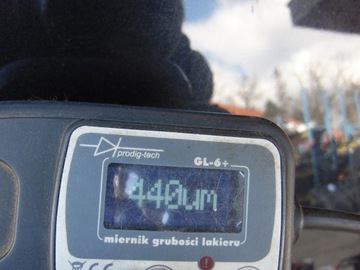 prodig-tech
GL-6+
440um
miernik grubości lakieru